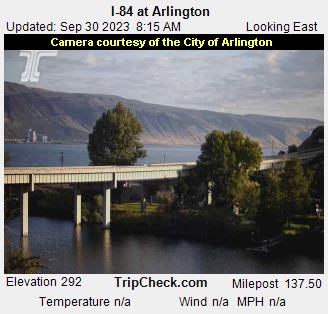 I-84 at Arlington
Updated: Sep 30 2023 8:15 AM Looking East
Camera courtesy of the City of Arlington
Elevation 292 TripCheck.com Milepost 137.50
Temperature n/a Wind n/a MPH n/a